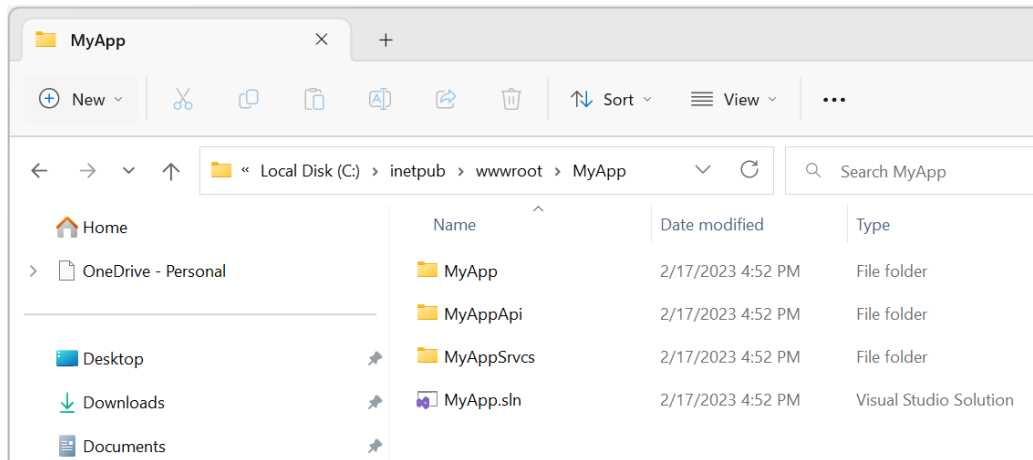 MyApp
New Sort View
« Local Disk (C:) > inetpub > wwwroot > MyApp Search MyApp
Home
OneDrive - Personal
Desktop
Downloads
Documents
Name Date modified Type
MyApp 2/17/2023 4:52 PM File folder
MyAppApi 2/17/2023 4:52 PM File folder
MyAppSrvcs 2/17/2023 4:52 PM File folder
MyApp.sln 2/17/2023 4:52 PM Visual Studio Solution